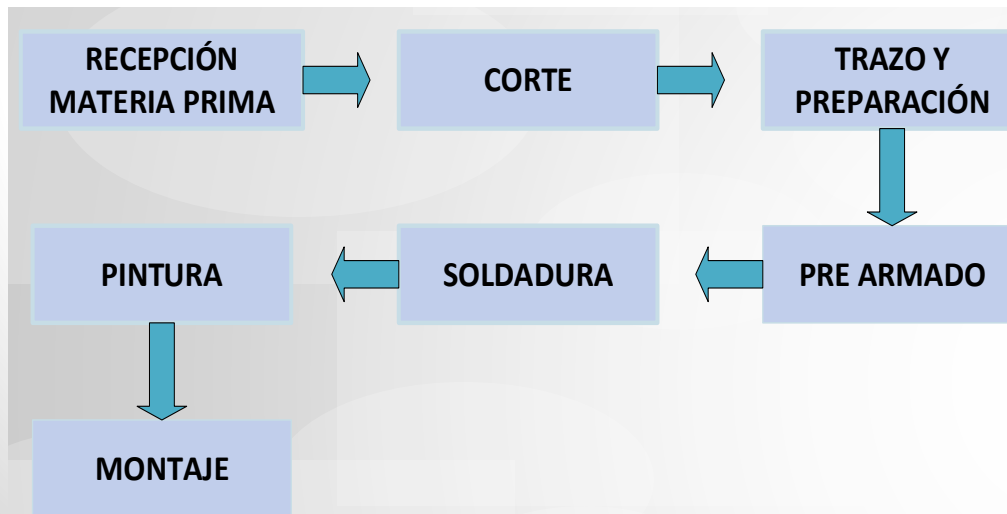 RECEPCIÓN
MATERIA PRIMA
CORTE
TRAZO Y
PREPARACIÓN
PRE ARMADO
SOLDADURA
PINTURA
MONTAJE